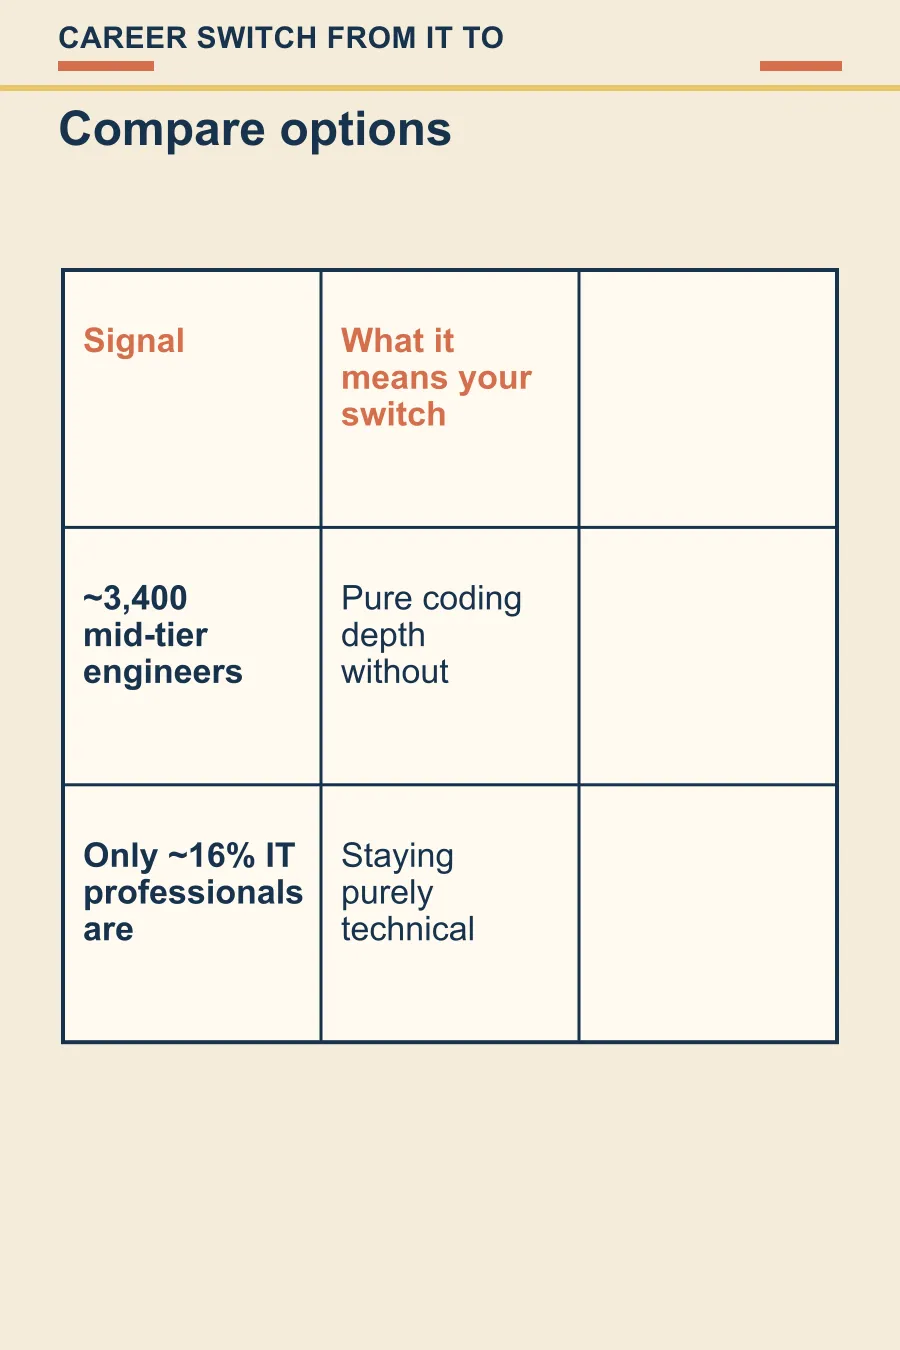 CAREER SWITCH FROM IT TO
Compare options
Signal
What it
means your
switch
~3,400
mid-tier
engineers
Pure coding
depth
without
Only ~16% IT
professionals
are
Staying
purely
technical